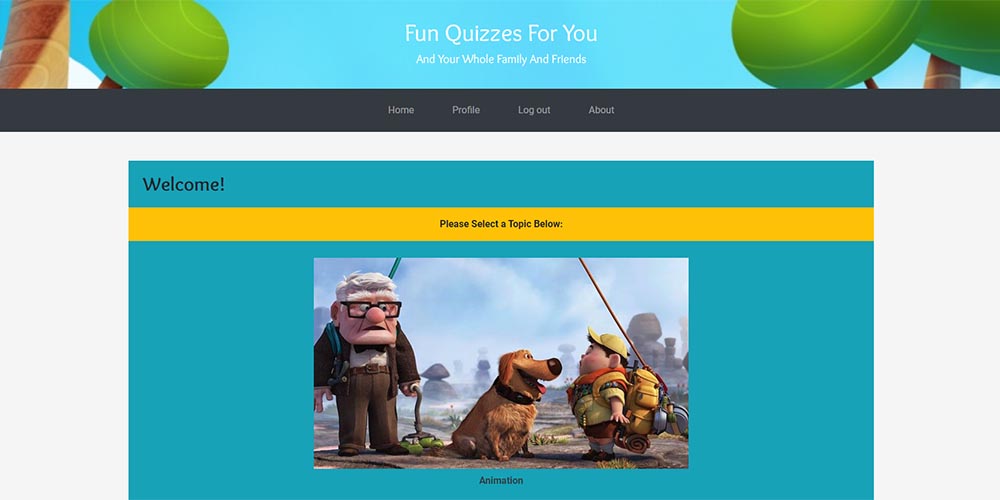 Fun Quizzes For You
And Your Whole Family And Friends
Home Profile Log out About
Welcome!
Please Select a Topic Below:
Animation